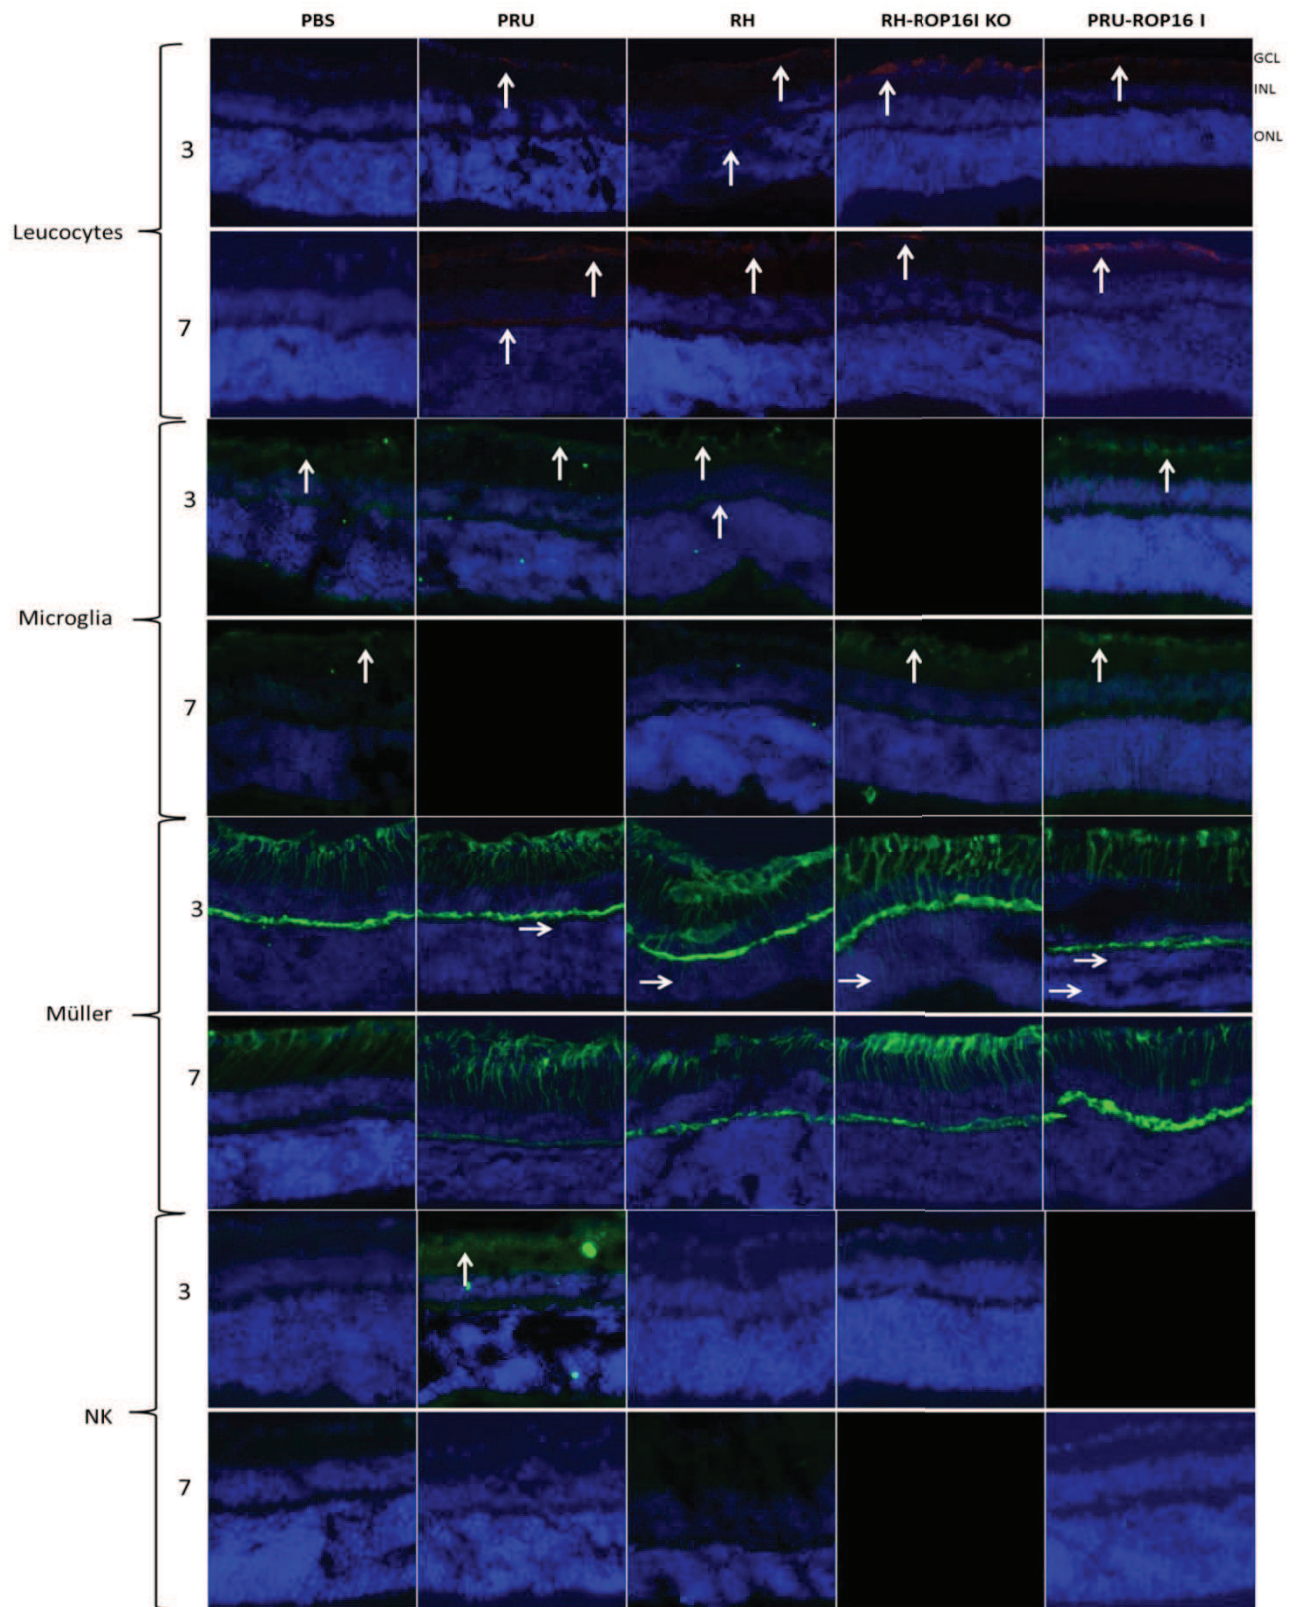 PBS PRU RH RH-ROP16I KO PRU-ROP16 I
GCL
INL
3
ONL
Leucocytes
7
3
Microglia
7
3
Müller
7
3
NK
7